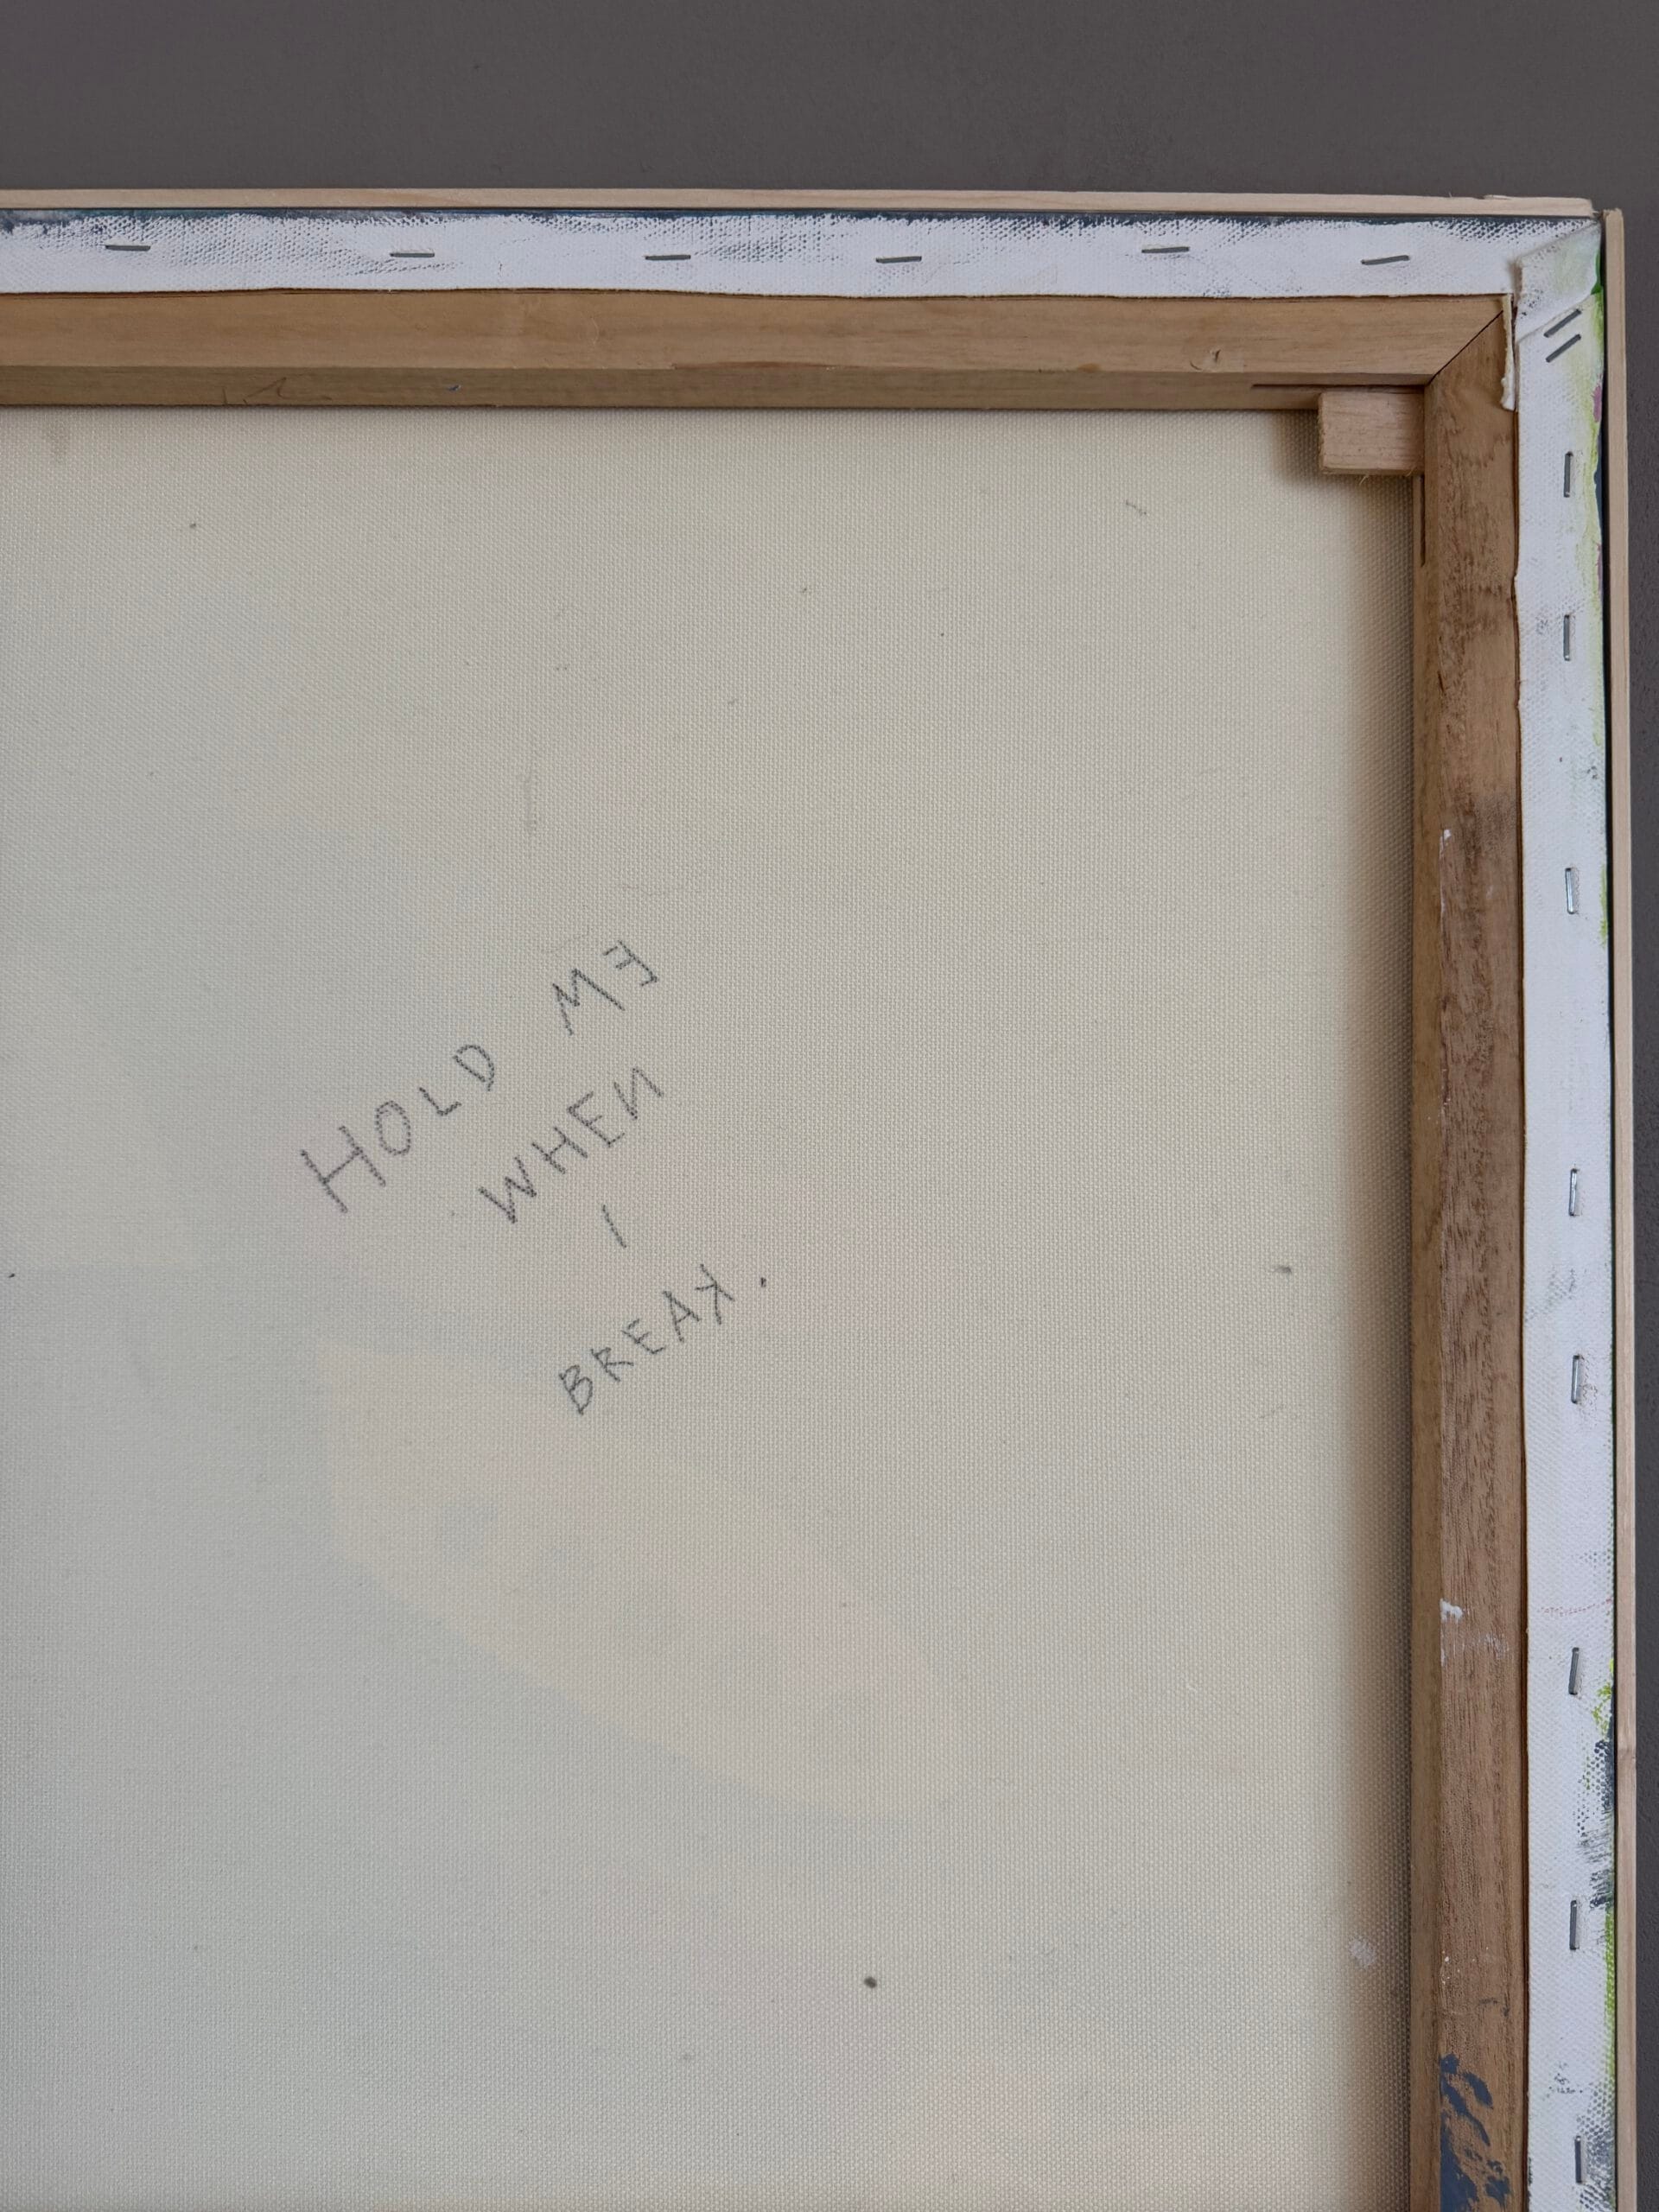 HOLD ME
WHEN
I
BREAK.